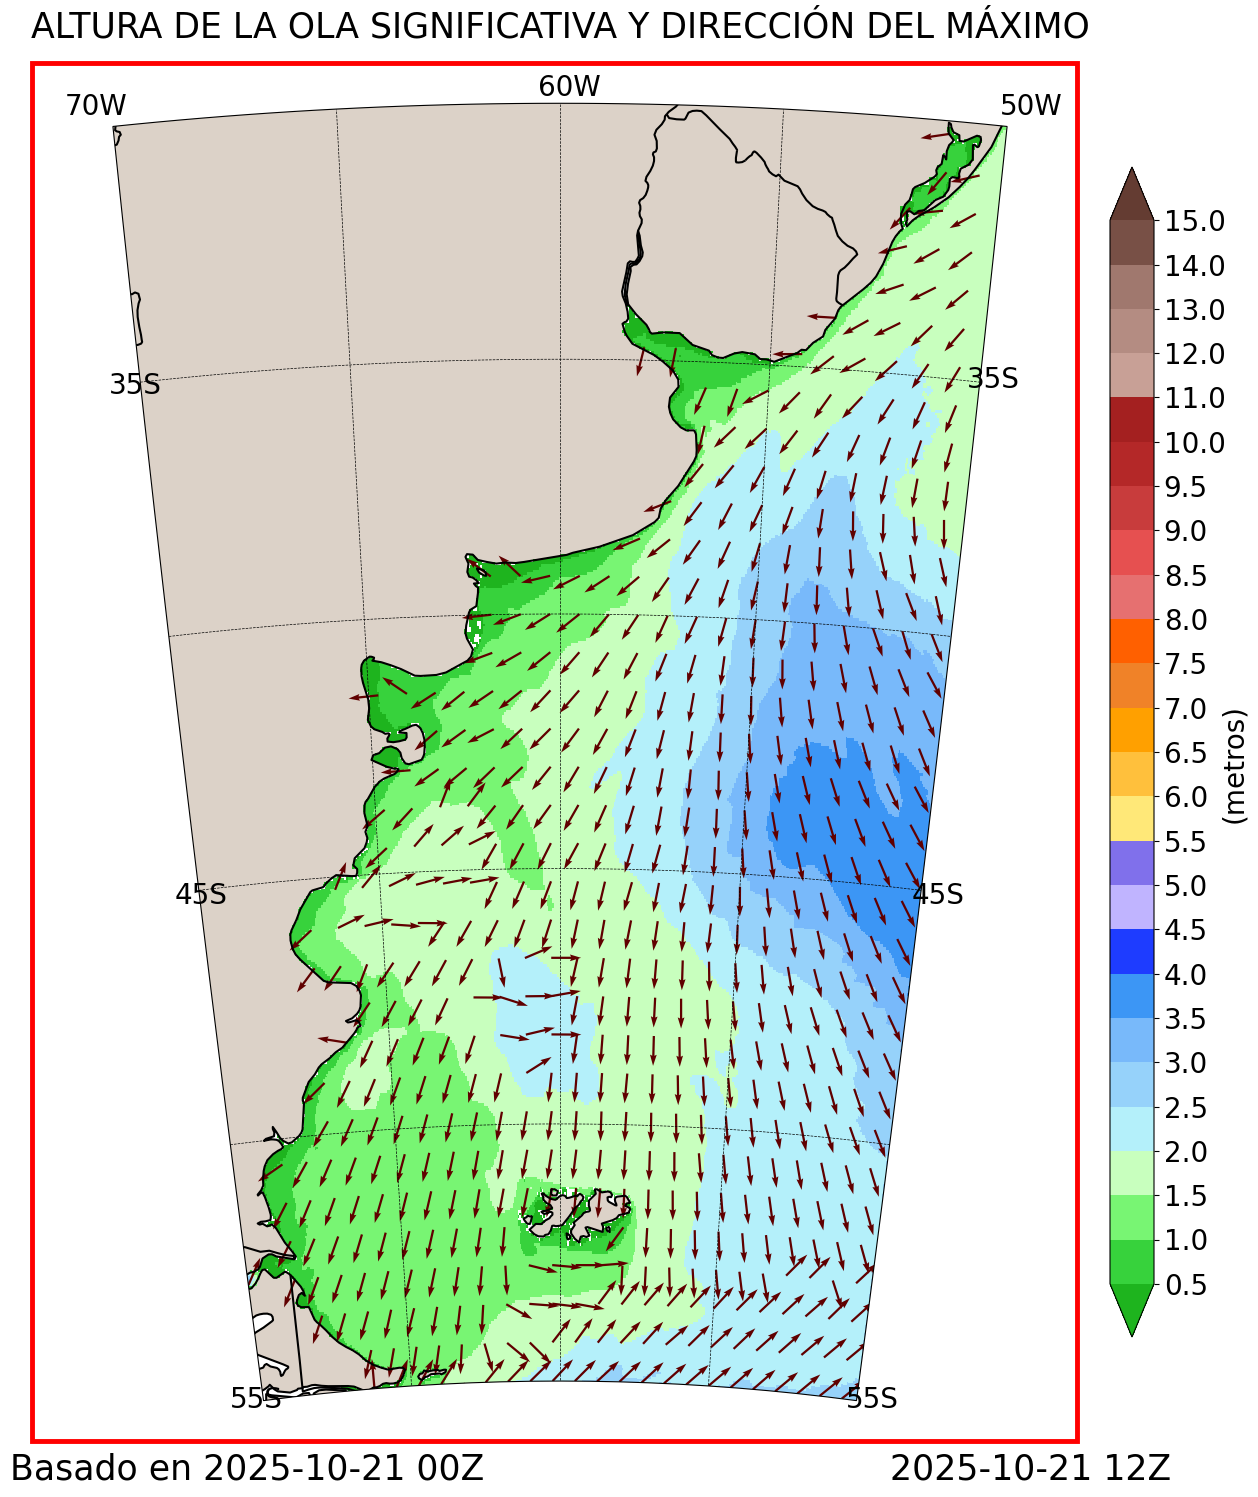 ALTURA DE LA OLA SIGNIFICATIVA Y DIRECCIÓN DEL MÁXIMO
70W
60W
50W
35S
35S
45S
45S
55S
55S
15.0
14.0
13.0
12.0
11.0
10.0
9.5
9.0
8.5
8.0
7.5
7.0
6.5
6.0
5.5
5.0
4.5
4.0
3.5
3.0
2.5
2.0
1.5
1.0
0.5
(metros)
Basado en 2025-10-21 00Z
2025-10-21 12Z